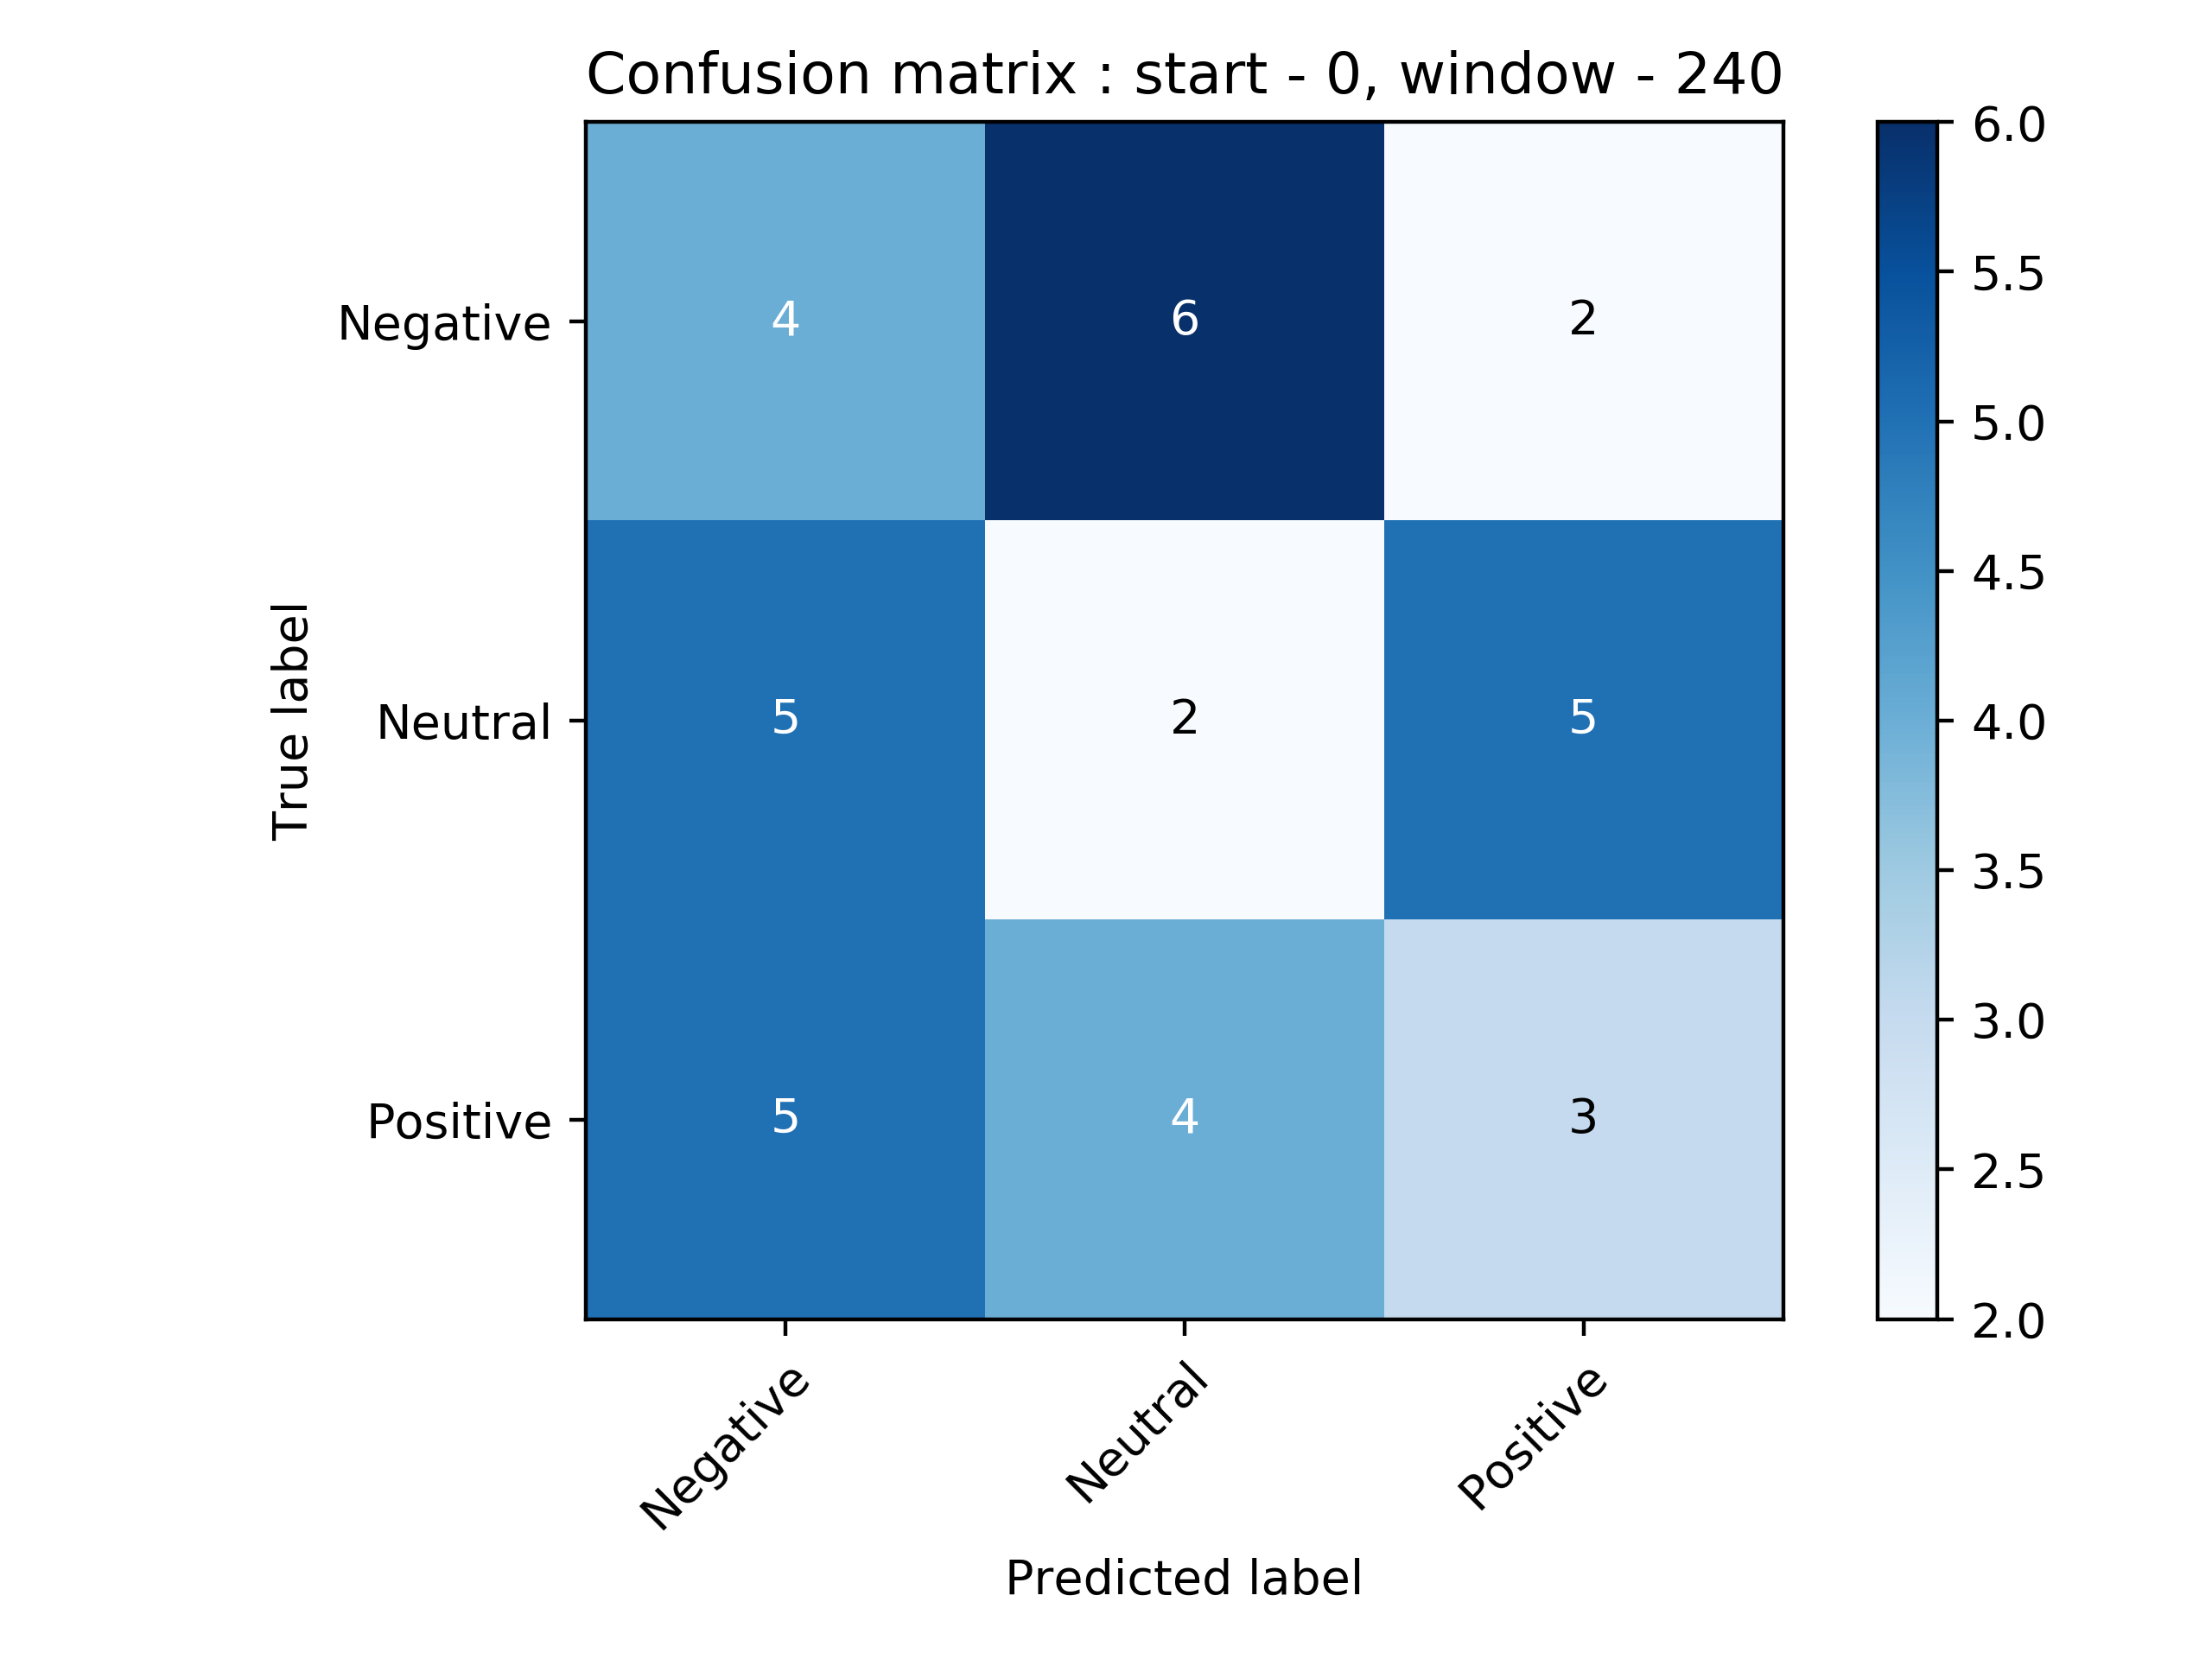 Confusion matrix : start - 0, window - 240
6.0
5.5
5.0
4.5
4.0
3.5
3.0
2.5
2.0
True label
Negative
4 6 2
Neutral
5 2 5
Positive
5 4 3
Negative
Neutral
Positive
Predicted label